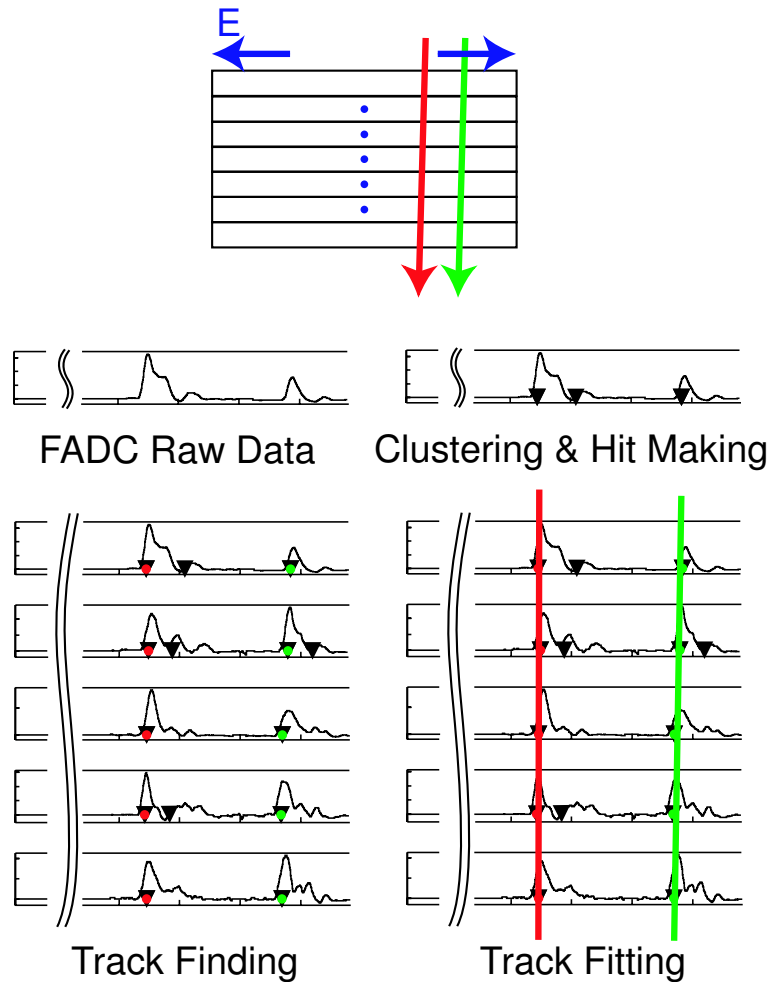 E
FADC Raw Data
Clustering & Hit Making
Track Finding
Track Fitting